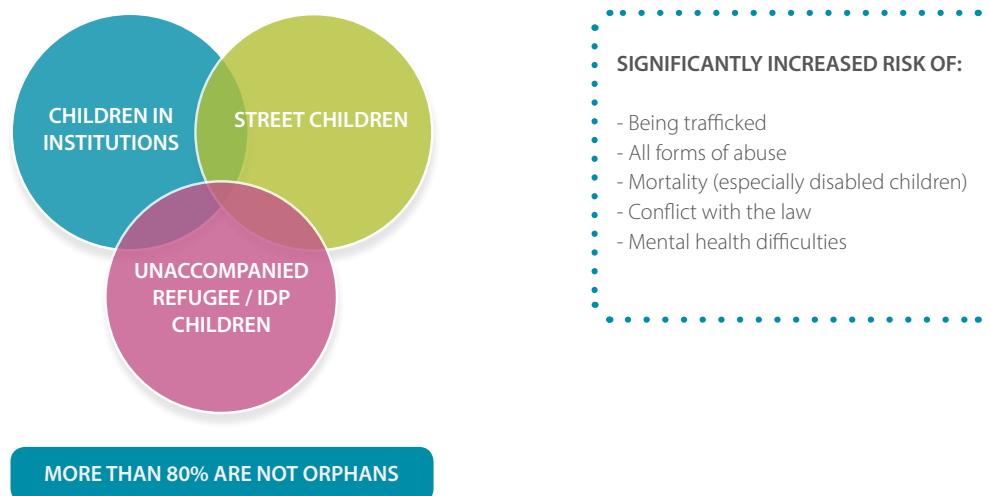 CHILDREN IN
INSTITUTIONS
STREET CHILDREN
UNACCOMPANIED
REFUGEE / IDP
CHILDREN
MORE THAN 80% ARE NOT ORPHANS
SIGNIFICANTLY INCREASED RISK OF:
- Being trafficked
- All forms of abuse
- Mortality (especially disabled children)
- Conflict with the law
- Mental health difficulties